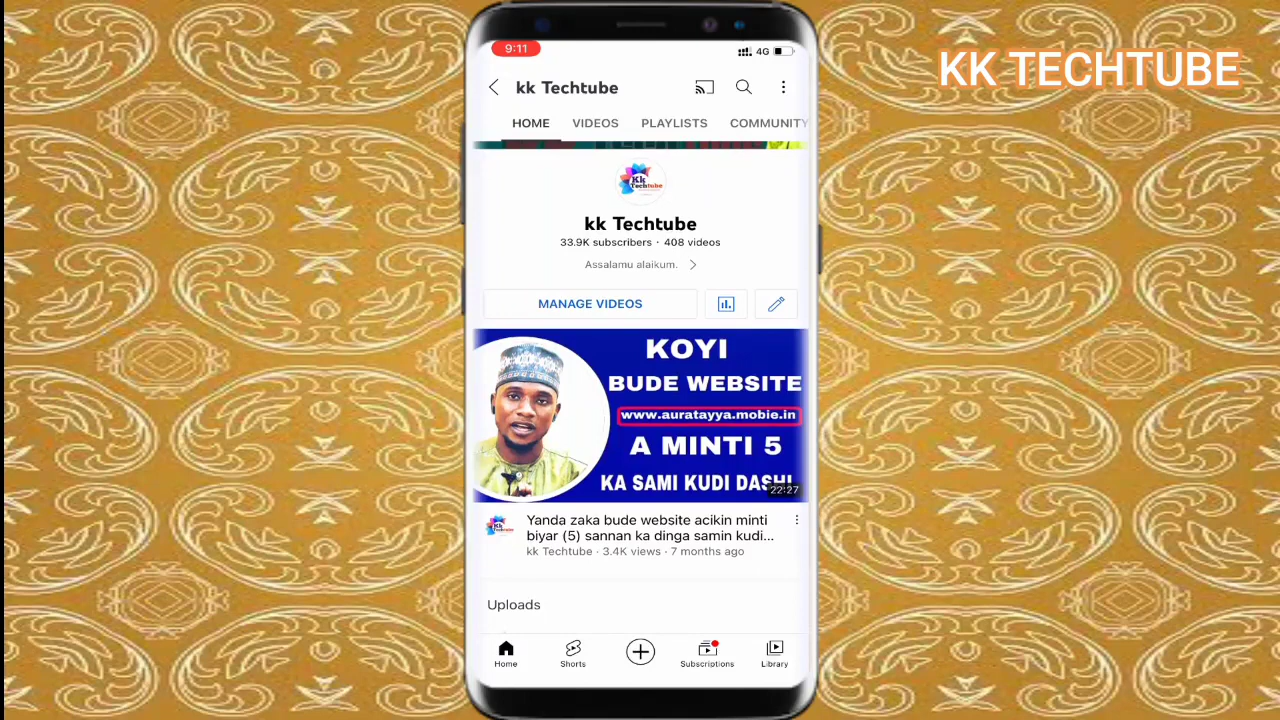 KK TECHTUBE
9:11
4G
kk Techtube
HOME VIDEOS PLAYLISTS COMMUNITY
Kk
Techtube
kk Techtube
33.9K subscribers · 408 videos
Assalamu alaikum.
MANAGE VIDEOS
KOYI
BUDE WEBSITE
www.auratayya.mobie.in
A MINTI 5
KA SAMI KUDI DASHI
22:27
Yanda zaka bude website acikin minti
biyar (5) sannan ka dinga samin kudi...
kk Techtube · 3.4K views · 7 months ago
Uploads
Home Shorts Subscriptions Library